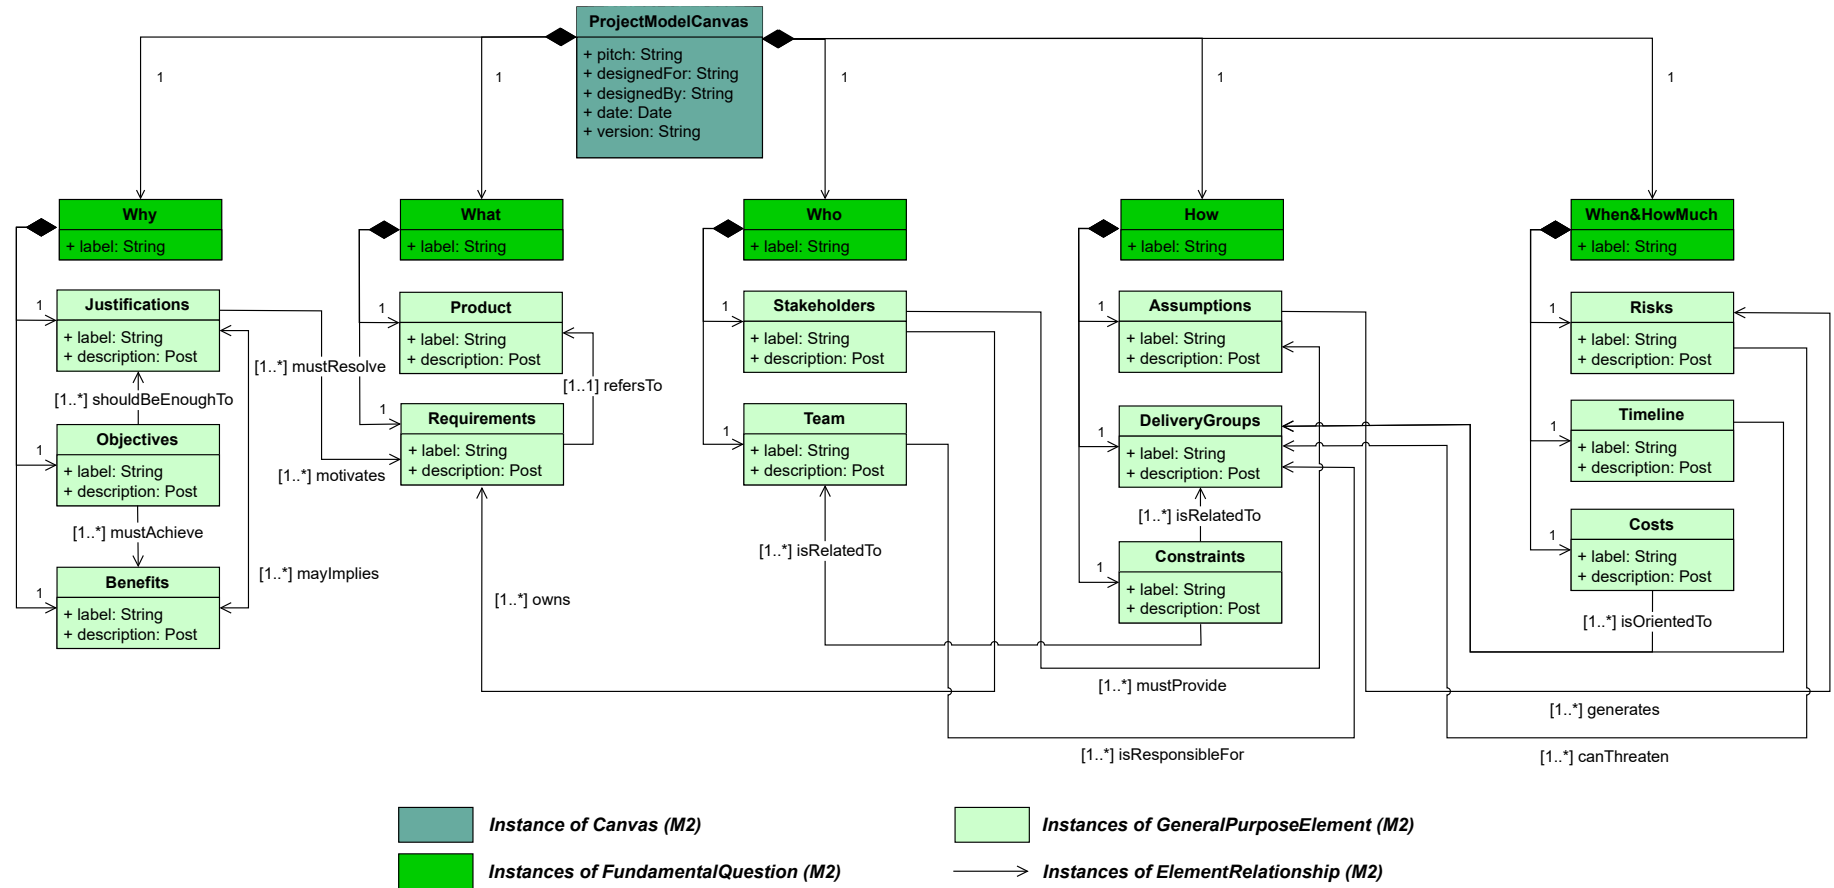 ProjectModelCanvas
+ pitch: String
+ designedFor: String
+ designedBy: String
+ date: Date
+ version: String
1
1
1
1
1
Why
+ label: String
What
+ label: String
Who
+ label: String
How
+ label: String
When&HowMuch
+ label: String
1
Justifications
+ label: String
+ description: Post
[1..*] shouldBeEnoughTo
1
Objectives
+ label: String
+ description: Post
[1..*] mustAchieve
1
Benefits
+ label: String
+ description: Post
[1..*] mustResolve
[1..*] motivates
[1..*] mayImplies
1
Product
+ label: String
+ description: Post
[1..1] refersTo
1
Requirements
+ label: String
+ description: Post
[1..*] owns
1
Stakeholders
+ label: String
+ description: Post
1
Team
+ label: String
+ description: Post
[1..*] isRelatedTo
1
Assumptions
+ label: String
+ description: Post
1
DeliveryGroups
+ label: String
+ description: Post
[1..*] isRelatedTo
1
Constraints
+ label: String
+ description: Post
[1..*] mustProvide
[1..*] isResponsibleFor
1
Risks
+ label: String
+ description: Post
1
Timeline
+ label: String
+ description: Post
1
Costs
+ label: String
+ description: Post
[1..*] isOrientedTo
[1..*] generates
[1..*] canThreaten
Instance of Canvas (M2)
Instances of GeneralPurposeElement (M2)
Instances of FundamentalQuestion (M2)
Instances of ElementRelationship (M2)